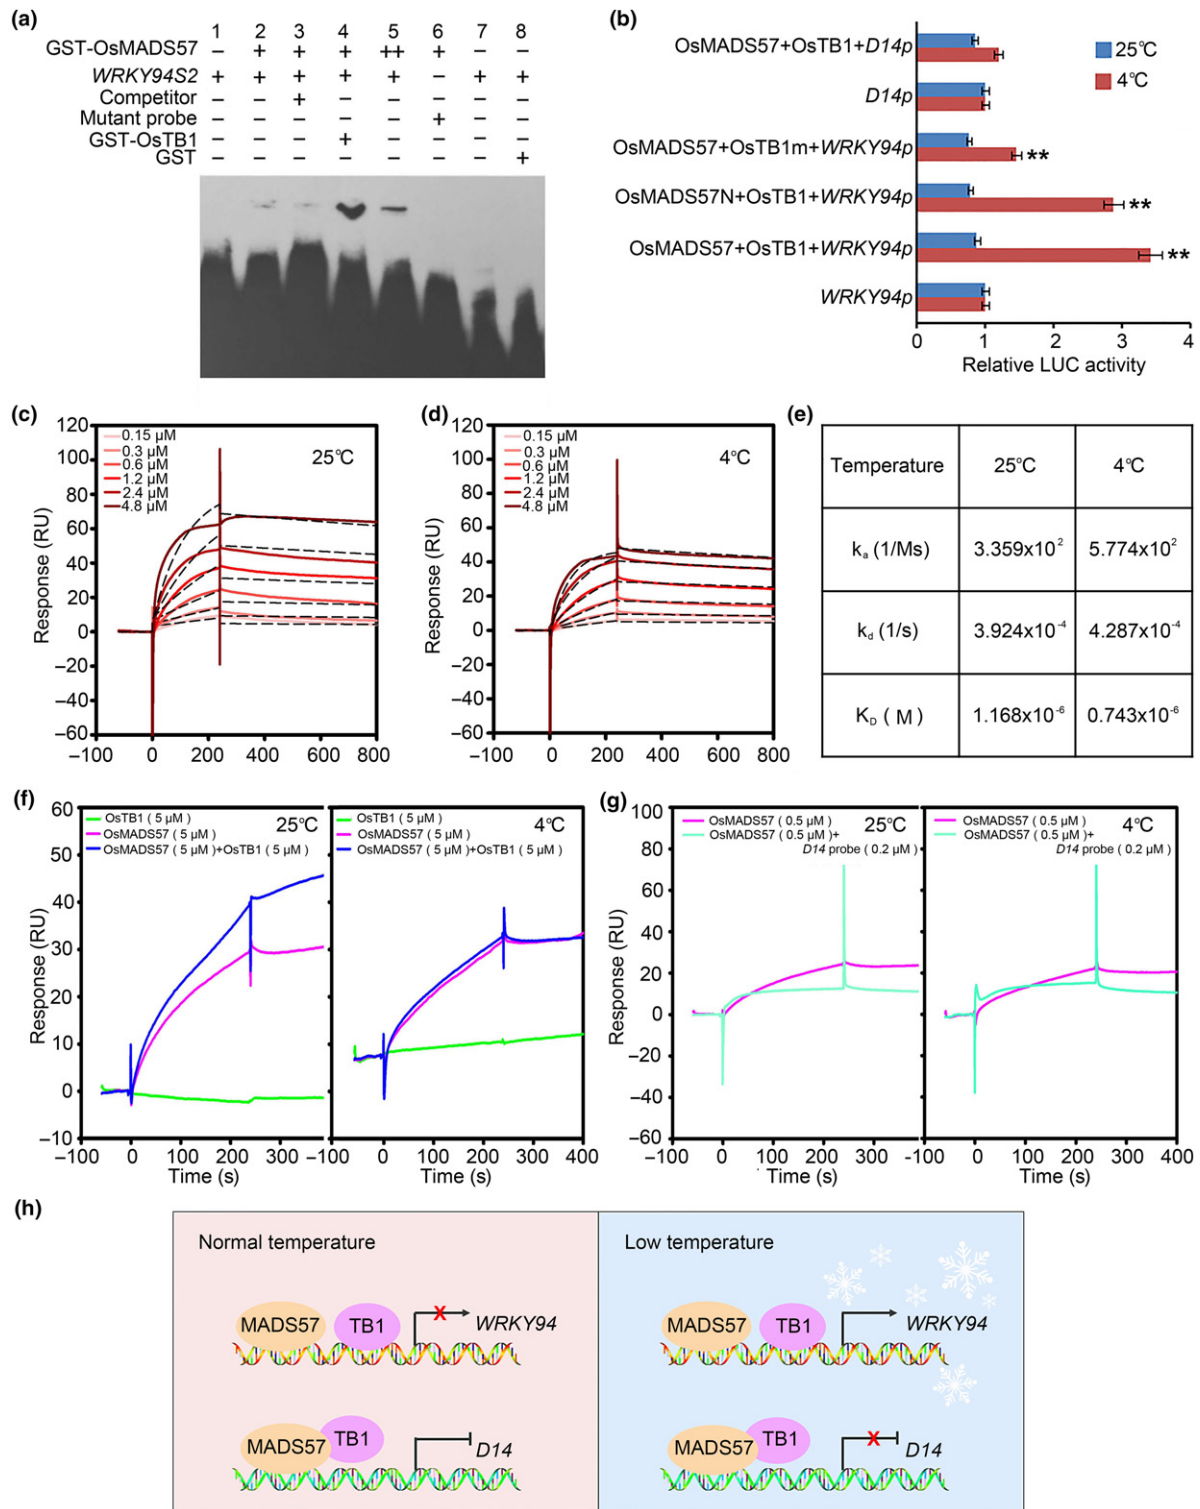 (a)
1 2 3 4 5 6 7 8
GST-OsMADS57 – + + + ++ + – –
WRKY94S2 + + + + + – + +
Competitor – – + – – – – –
Mutant probe – – – – – + – –
GST-OsTB1 – – – + – – – –
GST – – – – – – – +
(b)
OsMADS57+OsTB1+D14p
D14p
OsMADS57+OsTB1m+WRKY94p **
OsMADS57N+OsTB1+WRKY94p **
OsMADS57+OsTB1+WRKY94p **
WRKY94p
25°C
4°C
0 1 2 3 4
Relative LUC activity
(c)
120
100
80
60
40
20
0
–20
–40
–60
Response (RU)
0.15 µM
0.3 µM
0.6 µM
1.2 µM
2.4 µM
4.8 µM
25°C
–100 0 200 400 600 800
(d)
120
100
80
60
40
20
0
–20
–40
–60
Response (RU)
0.15 µM
0.3 µM
0.6 µM
1.2 µM
2.4 µM
4.8 µM
4°C
–100 0 200 400 600 800
(e)
Temperature 25°C 4°C
ka (1/Ms) 3.359x10² 5.774x10²
kd (1/s) 3.924x10⁻⁴ 4.287x10⁻⁴
KD ( M ) 1.168x10⁻⁶ 0.743x10⁻⁶
(f)
60
50
40
30
20
10
0
–10
Response (RU)
OsTB1 ( 5 µM )
OsMADS57 ( 5 µM )
OsMADS57 ( 5 µM )+OsTB1 ( 5 µM )
25°C
–100 0 100 200 300
Time (s)
OsTB1 ( 5 µM )
OsMADS57 ( 5 µM )
OsMADS57 ( 5 µM )+OsTB1 ( 5 µM )
4°C
–100 0 100 200 300 400
Time (s)
(g)
100
80
60
40
20
0
–20
–40
–60
Response (RU)
OsMADS57 ( 0.5 µM )
OsMADS57 ( 0.5 µM )+
D14 probe ( 0.2 µM )
25°C
–100 0 100 200 300
Time (s)
OsMADS57 ( 0.5 µM )
OsMADS57 ( 0.5 µM )+
D14 probe ( 0.2 µM )
4°C
–100 0 100 200 300 400
Time (s)
(h)
Normal temperature
MADS57 TB1 X WRKY94
MADS57 TB1 D14
Low temperature
MADS57 TB1 WRKY94
MADS57 TB1 X D14